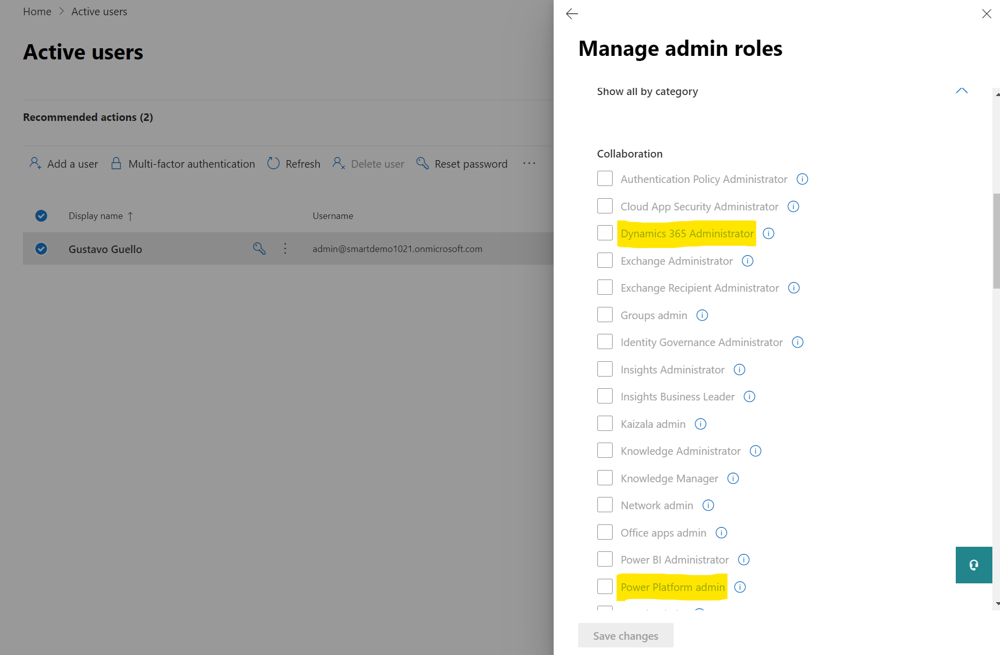 Home > Active users
Active users
Recommended actions (2)
Add a user Multi-factor authentication Refresh Delete user Reset password ...
Display name ↑ Username
Gustavo Guello admin@smartdemo1021.onmicrosoft.com
Manage admin roles
Show all by category
Collaboration
Authentication Policy Administrator
Cloud App Security Administrator
Dynamics 365 Administrator
Exchange Administrator
Exchange Recipient Administrator
Groups admin
Identity Governance Administrator
Insights Administrator
Insights Business Leader
Kaizala admin
Knowledge Administrator
Knowledge Manager
Network admin
Office apps admin
Power BI Administrator
Power Platform admin
Save changes